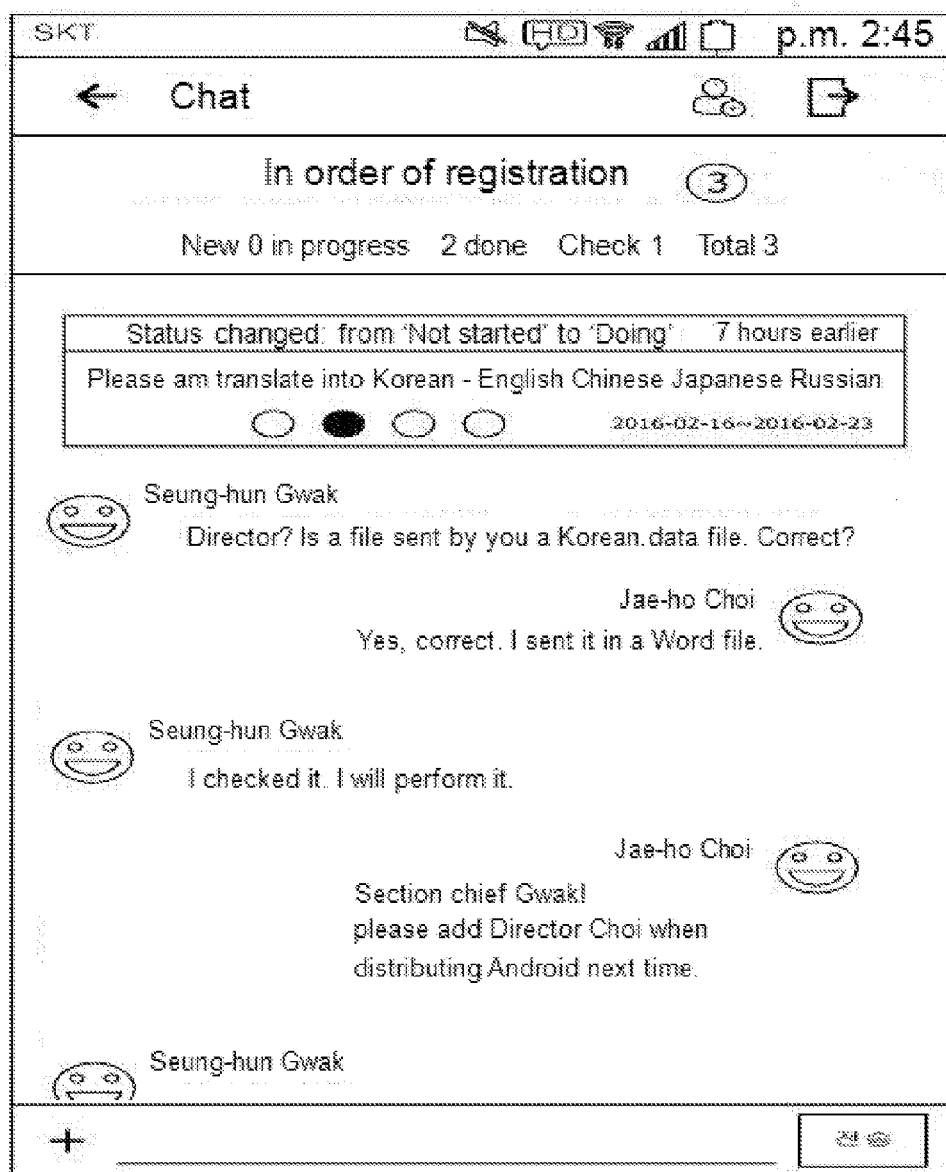 SKT HD p.m. 2:45
Chat
In order of registration 3
New 0 in progress 2 done Check 1 Total 3
Status changed: from 'Not started' to 'Doing' 7 hours earlier
Please am translate into Korean - English Chinese Japanese Russian
2016-02-16~2016-02-23
Seung-hun Gwak
Director? Is a file sent by you a Korean.data file. Correct?
Jae-ho Choi
Yes, correct. I sent it in a Word file.
Seung-hun Gwak
I checked it. I will perform it.
Jae-ho Choi
Section chief Gwak!
please add Director Choi when
distributing Android next time.
Seung-hun Gwak
+